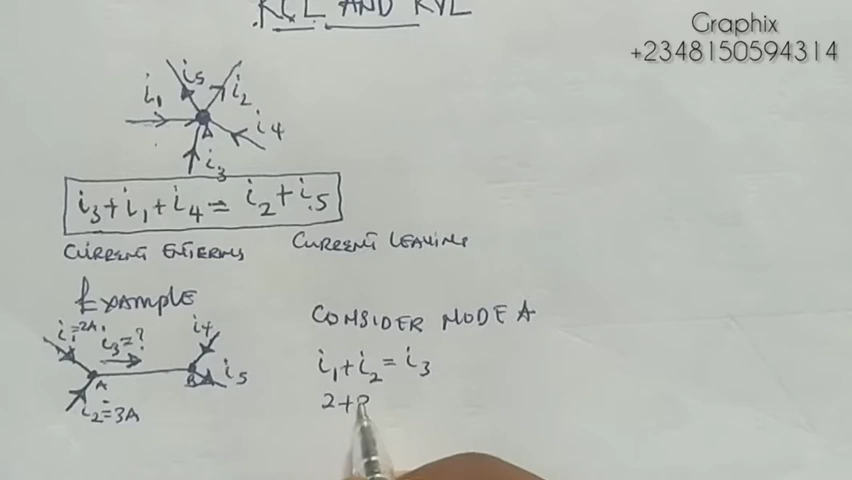 KCL AND KVL
Graphix
+2348150594314
i5
i2
i1
i4
A
i3
i3+i1+i4=i2+i5
CURRENT ENTERING
CURRENT LEAVING
Example
CONSIDER NODE A
i1=2A
i3=?
i4
i1+i2=i3
A
B
i5
2+
i2=3A